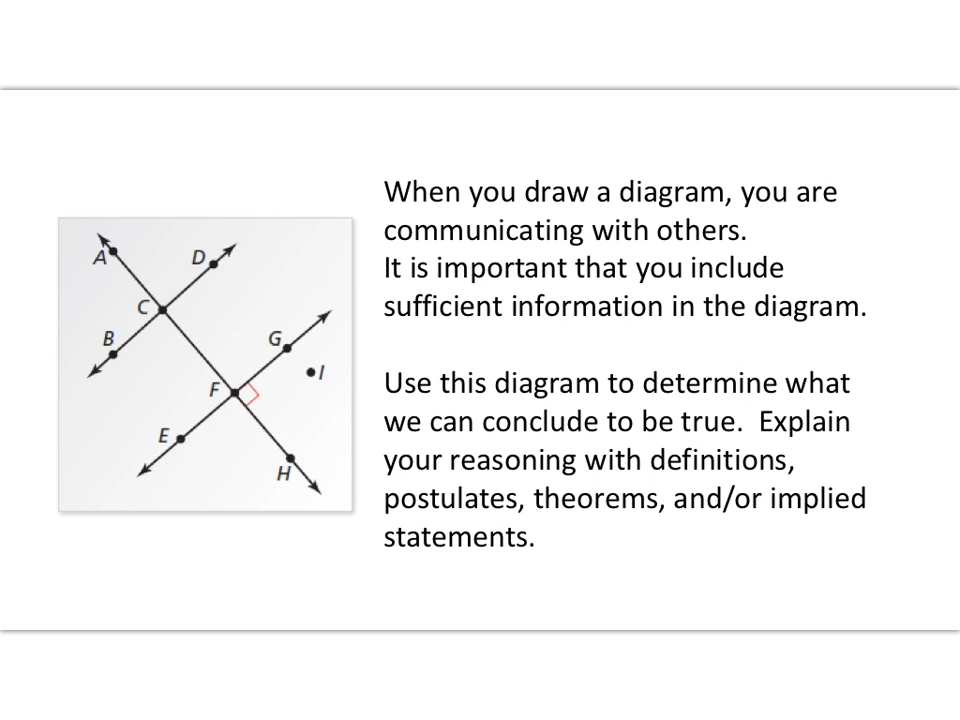 When you draw a diagram, you are
communicating with others.
It is important that you include
sufficient information in the diagram.
Use this diagram to determine what
we can conclude to be true.  Explain
your reasoning with definitions,
postulates, theorems, and/or implied
statements.
A
D
C
B
G
I
F
E
H